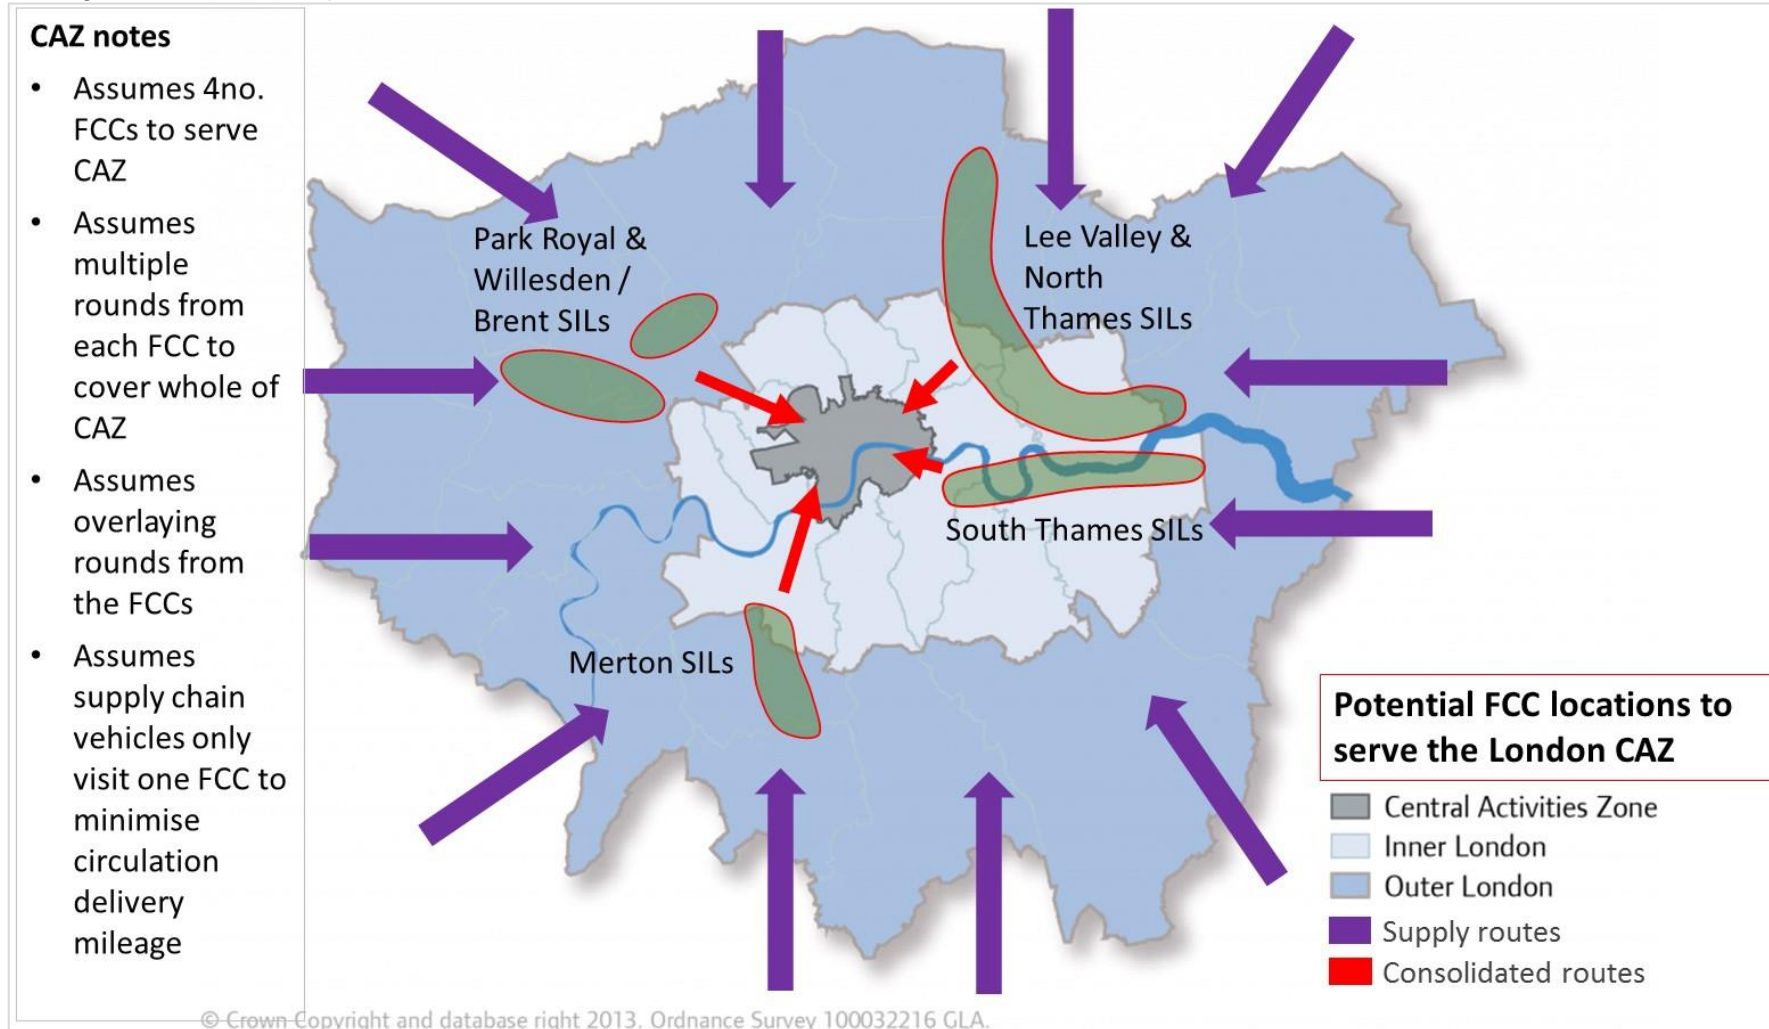 CAZ notes
• Assumes 4no.
FCCs to serve
CAZ
• Assumes
multiple
rounds from
each FCC to
cover whole of
CAZ
• Assumes
overlaying
rounds from
the FCCs
• Assumes
supply chain
vehicles only
visit one FCC to
minimise
circulation
delivery
mileage
Park Royal &
Willesden /
Brent SILs
Lee Valley &
North
Thames SILs
South Thames SILs
Merton SILs
Potential FCC locations to
serve the London CAZ
Central Activities Zone
Inner London
Outer London
Supply routes
Consolidated routes
© Crown Copyright and database right 2013. Ordnance Survey 100032216 GLA.